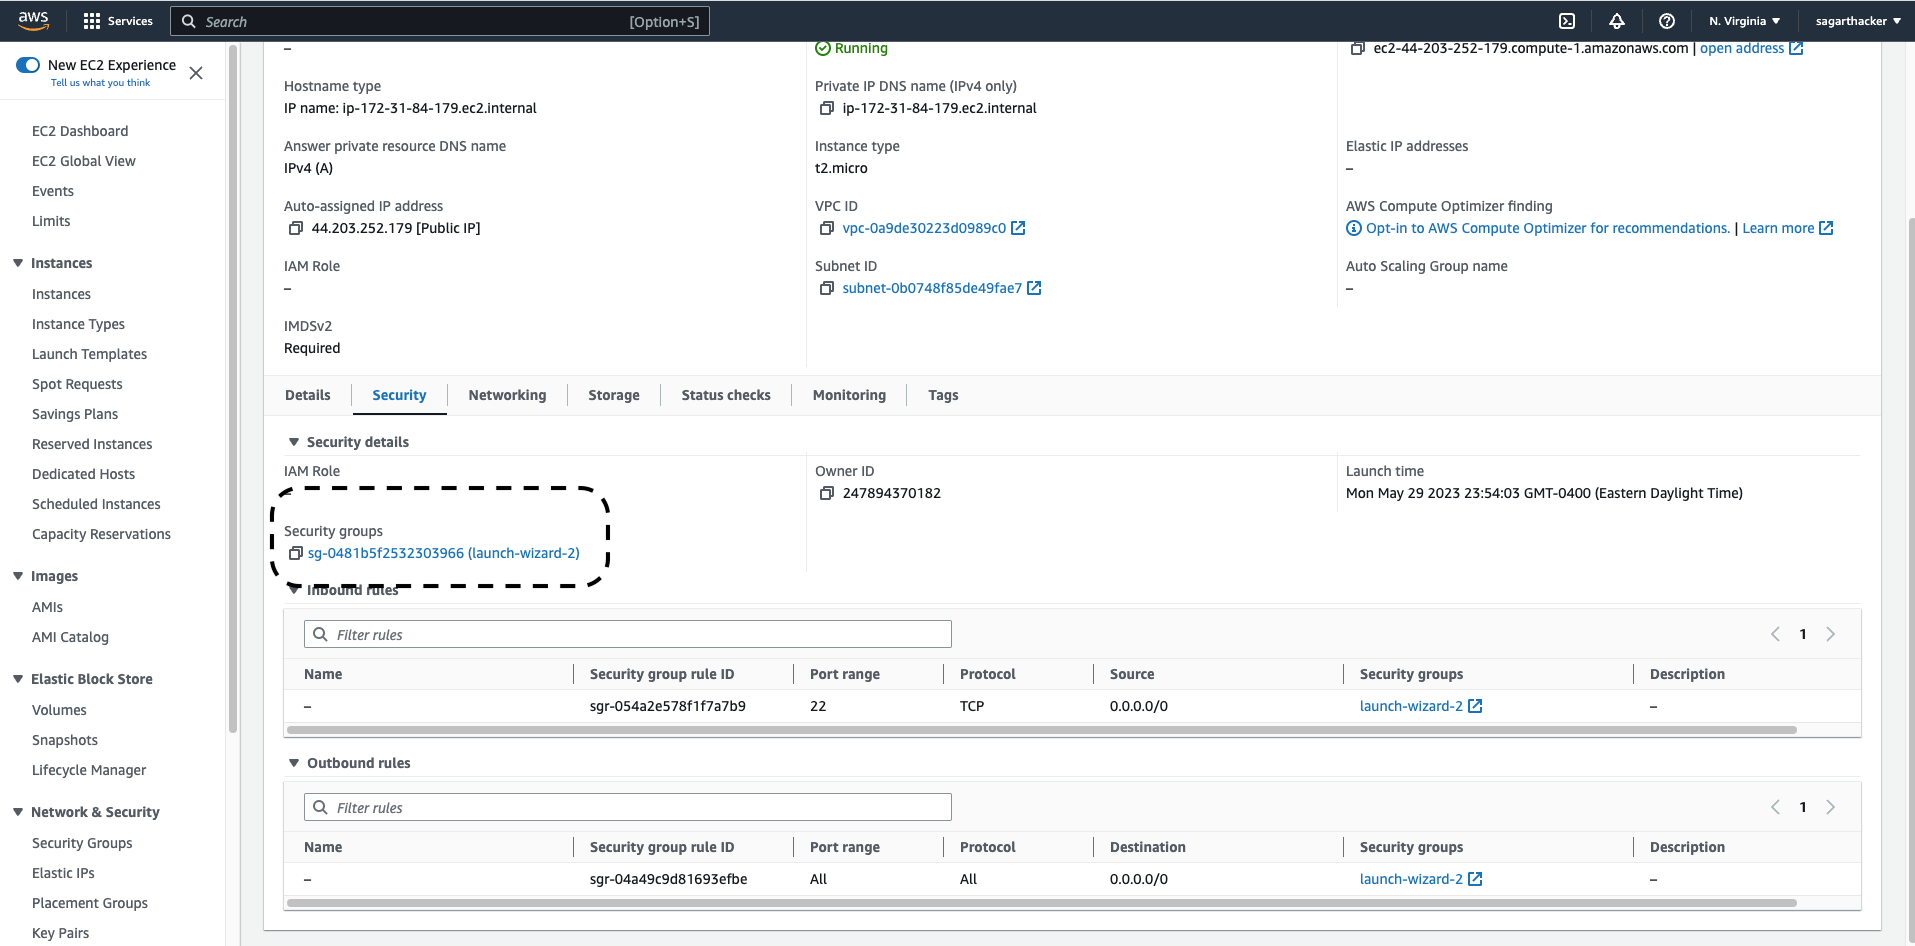 aws
Services
Search
[Option+S]
N. Virginia
sagarthacker
New EC2 Experience
Tell us what you think
EC2 Dashboard
EC2 Global View
Events
Limits
Instances
Instances
Instance Types
Launch Templates
Spot Requests
Savings Plans
Reserved Instances
Dedicated Hosts
Scheduled Instances
Capacity Reservations
Images
AMIs
AMI Catalog
Elastic Block Store
Volumes
Snapshots
Lifecycle Manager
Network & Security
Security Groups
Elastic IPs
Placement Groups
Key Pairs
–
Running
ec2-44-203-252-179.compute-1.amazonaws.com | open address
Hostname type
IP name: ip-172-31-84-179.ec2.internal
Private IP DNS name (IPv4 only)
ip-172-31-84-179.ec2.internal
Answer private resource DNS name
IPv4 (A)
Instance type
t2.micro
Elastic IP addresses
–
Auto-assigned IP address
44.203.252.179 [Public IP]
VPC ID
vpc-0a9de30223d0989c0
AWS Compute Optimizer finding
Opt-in to AWS Compute Optimizer for recommendations. | Learn more
IAM Role
–
Subnet ID
subnet-0b0748f85de49fae7
Auto Scaling Group name
–
IMDSv2
Required
Details Security Networking Storage Status checks Monitoring Tags
Security details
IAM Role
–
Owner ID
247894370182
Launch time
Mon May 29 2023 23:54:03 GMT-0400 (Eastern Daylight Time)
Security groups
sg-0481b5f2532303966 (launch-wizard-2)
Inbound rules
Filter rules
1
Name Security group rule ID Port range Protocol Source Security groups Description
– sgr-054a2e578f1f7a7b9 22 TCP 0.0.0.0/0 launch-wizard-2 –
Outbound rules
Filter rules
1
Name Security group rule ID Port range Protocol Destination Security groups Description
– sgr-04a49c9d81693efbe All All 0.0.0.0/0 launch-wizard-2 –